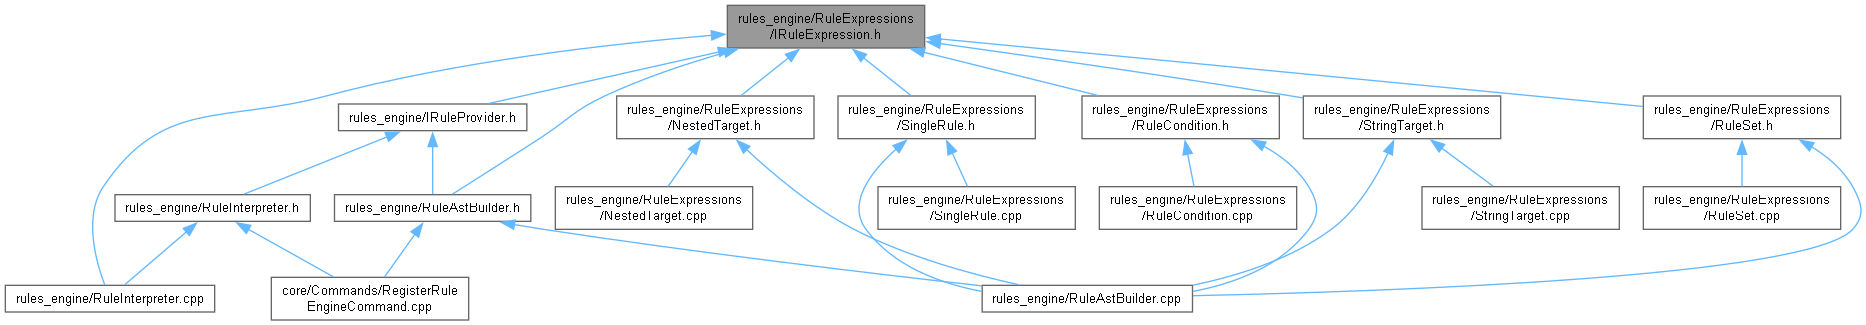 rules_engine/RuleExpressions
/IRuleExpression.h
rules_engine/IRuleProvider.h
rules_engine/RuleExpressions
/NestedTarget.h
rules_engine/RuleExpressions
/SingleRule.h
rules_engine/RuleExpressions
/RuleCondition.h
rules_engine/RuleExpressions
/StringTarget.h
rules_engine/RuleExpressions
/RuleSet.h
rules_engine/RuleInterpreter.h
rules_engine/RuleAstBuilder.h
rules_engine/RuleExpressions
/NestedTarget.cpp
rules_engine/RuleExpressions
/SingleRule.cpp
rules_engine/RuleExpressions
/RuleCondition.cpp
rules_engine/RuleExpressions
/StringTarget.cpp
rules_engine/RuleExpressions
/RuleSet.cpp
rules_engine/RuleInterpreter.cpp
core/Commands/RegisterRule
EngineCommand.cpp
rules_engine/RuleAstBuilder.cpp